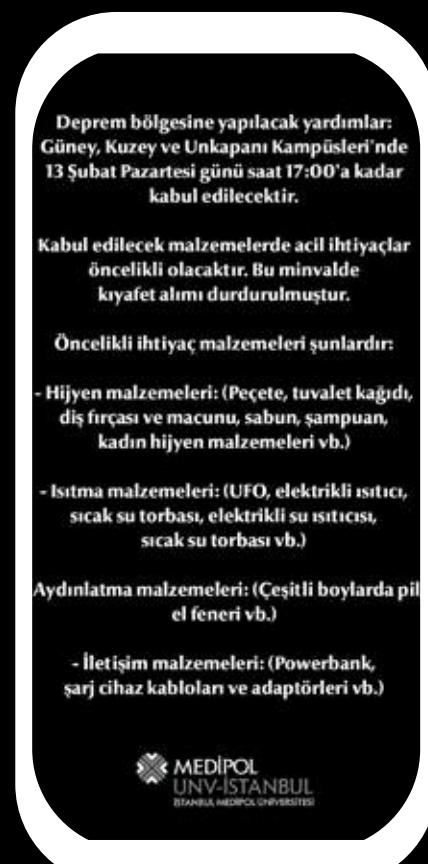 Deprem bölgesine yapılacak yardımlar:
Güney, Kuzey ve Unkapanı Kampüsleri'nde
13 Şubat Pazartesi günü saat 17:00'a kadar
kabul edilecektir.
Kabul edilecek malzemelerde acil ihtiyaçlar
öncelikli olacaktır. Bu minvalde
kıyafet alımı durdurulmuştur.
Öncelikli ihtiyaç malzemeleri şunlardır:
- Hijyen malzemeleri: (Peçete, tuvalet kağıdı,
diş fırçası ve macunu, sabun, şampuan,
kadın hijyen malzemeleri vb.)
- Isıtma malzemeleri: (UFO, elektrikli ısıtıcı,
sıcak su torbası, elektrikli su ısıtıcısı,
sıcak su torbası vb.)
Aydınlatma malzemeleri: (Çeşitli boylarda pil
el feneri vb.)
- İletişim malzemeleri: (Powerbank,
şarj cihaz kabloları ve adaptörleri vb.)
MEDİPOL
UNV-İSTANBUL
İSTANBUL MEDİPOL ÜNİVERSİTESİ